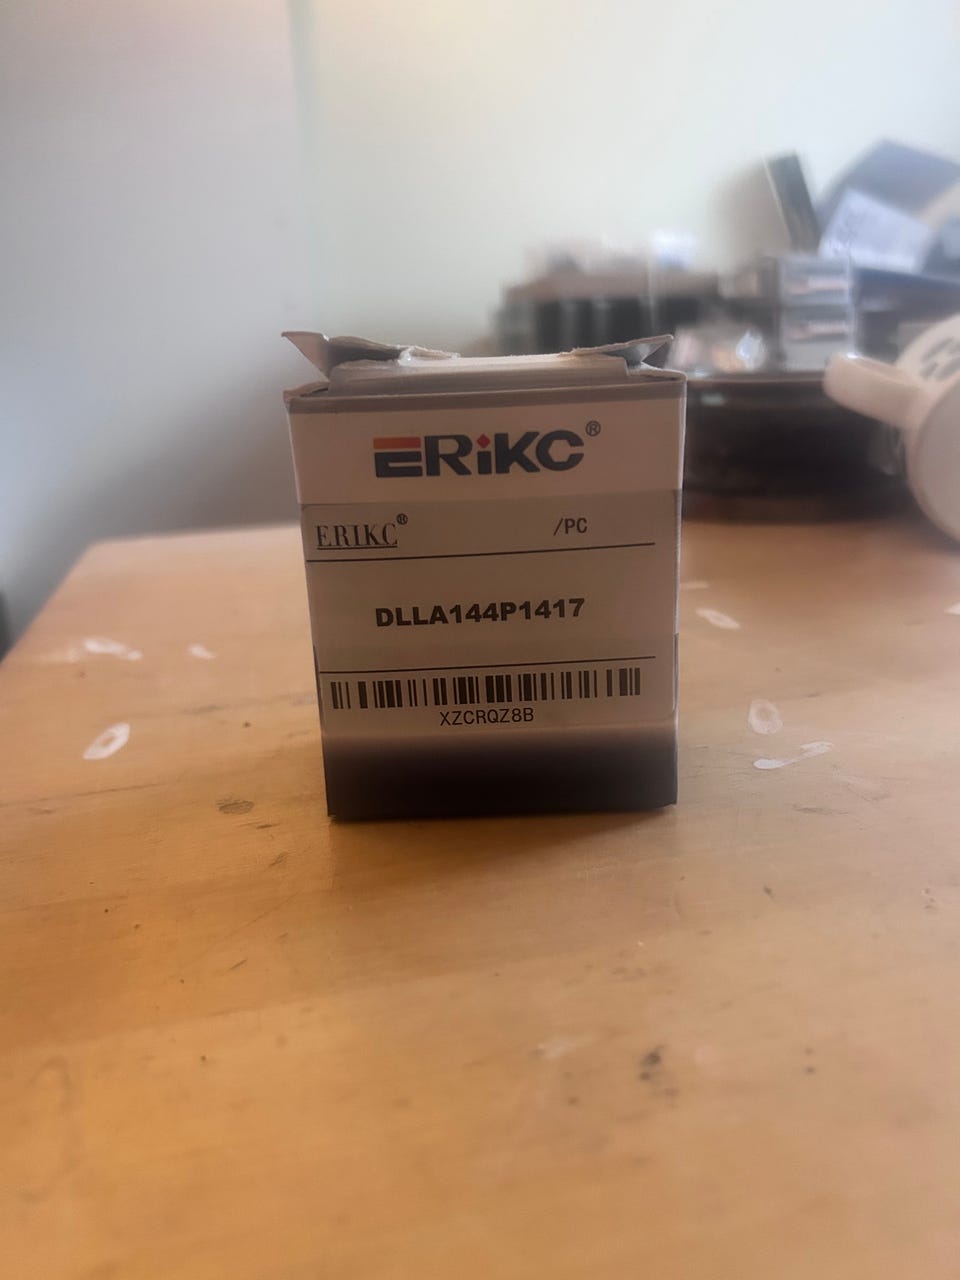 ERiKC®
ERIKC® /PC
DLLA144P1417
XZCRQZ8B